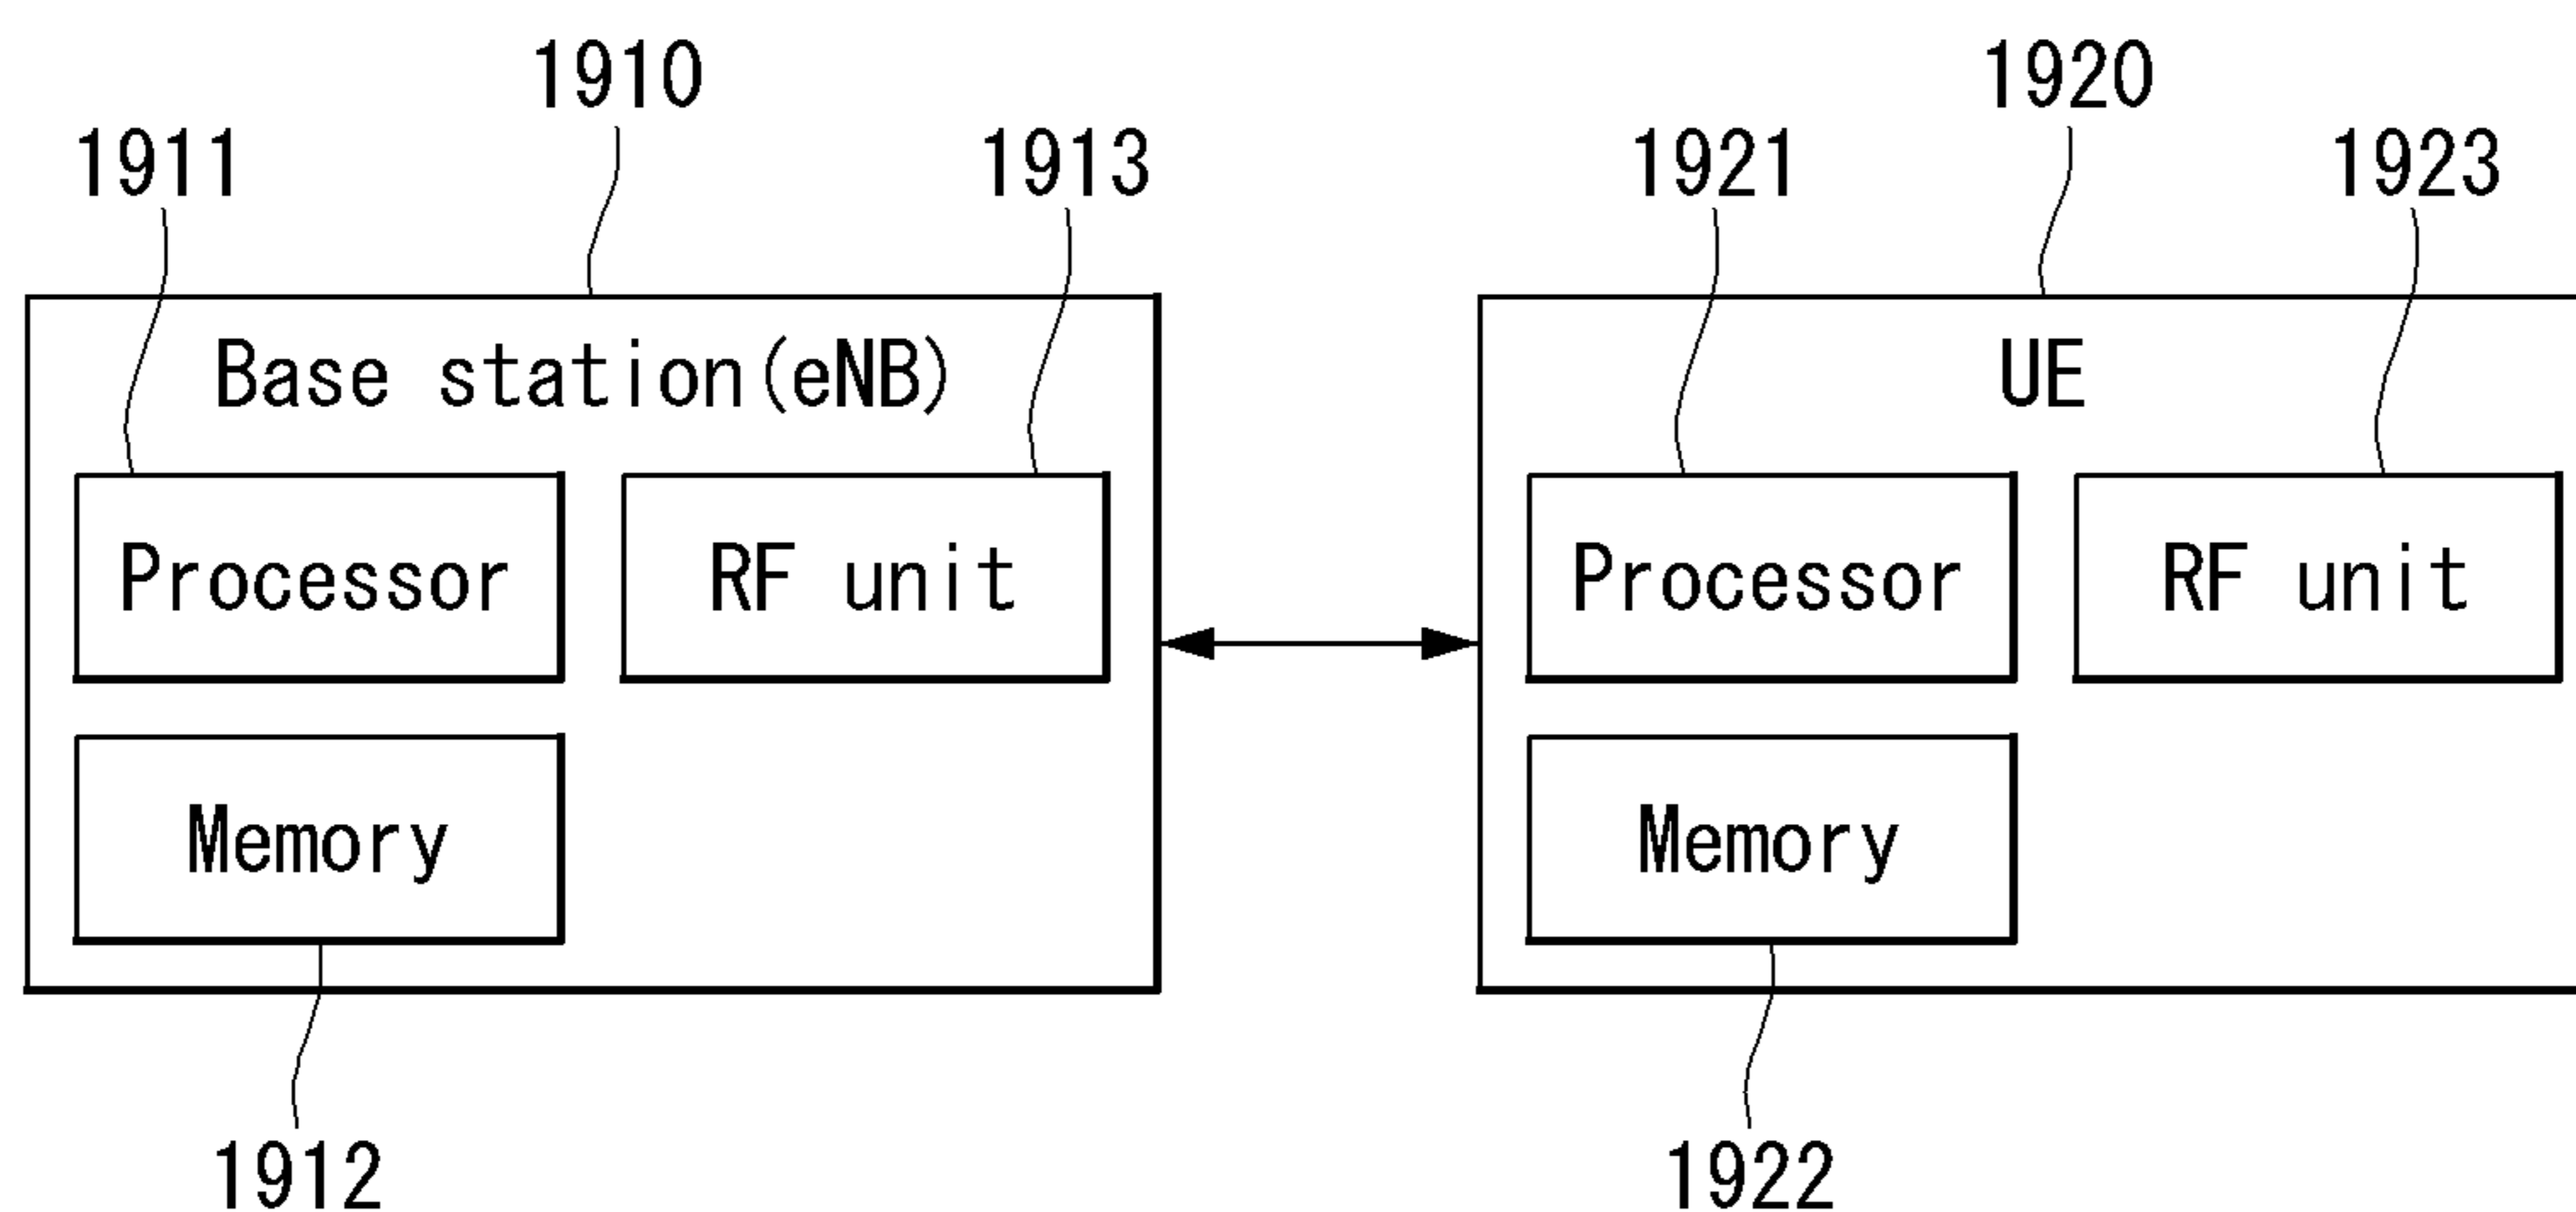 1910
1920
1911
1913
1921
1923
Base station(eNB)
UE
Processor
RF unit
Processor
RF unit
Memory
Memory
1912
1922